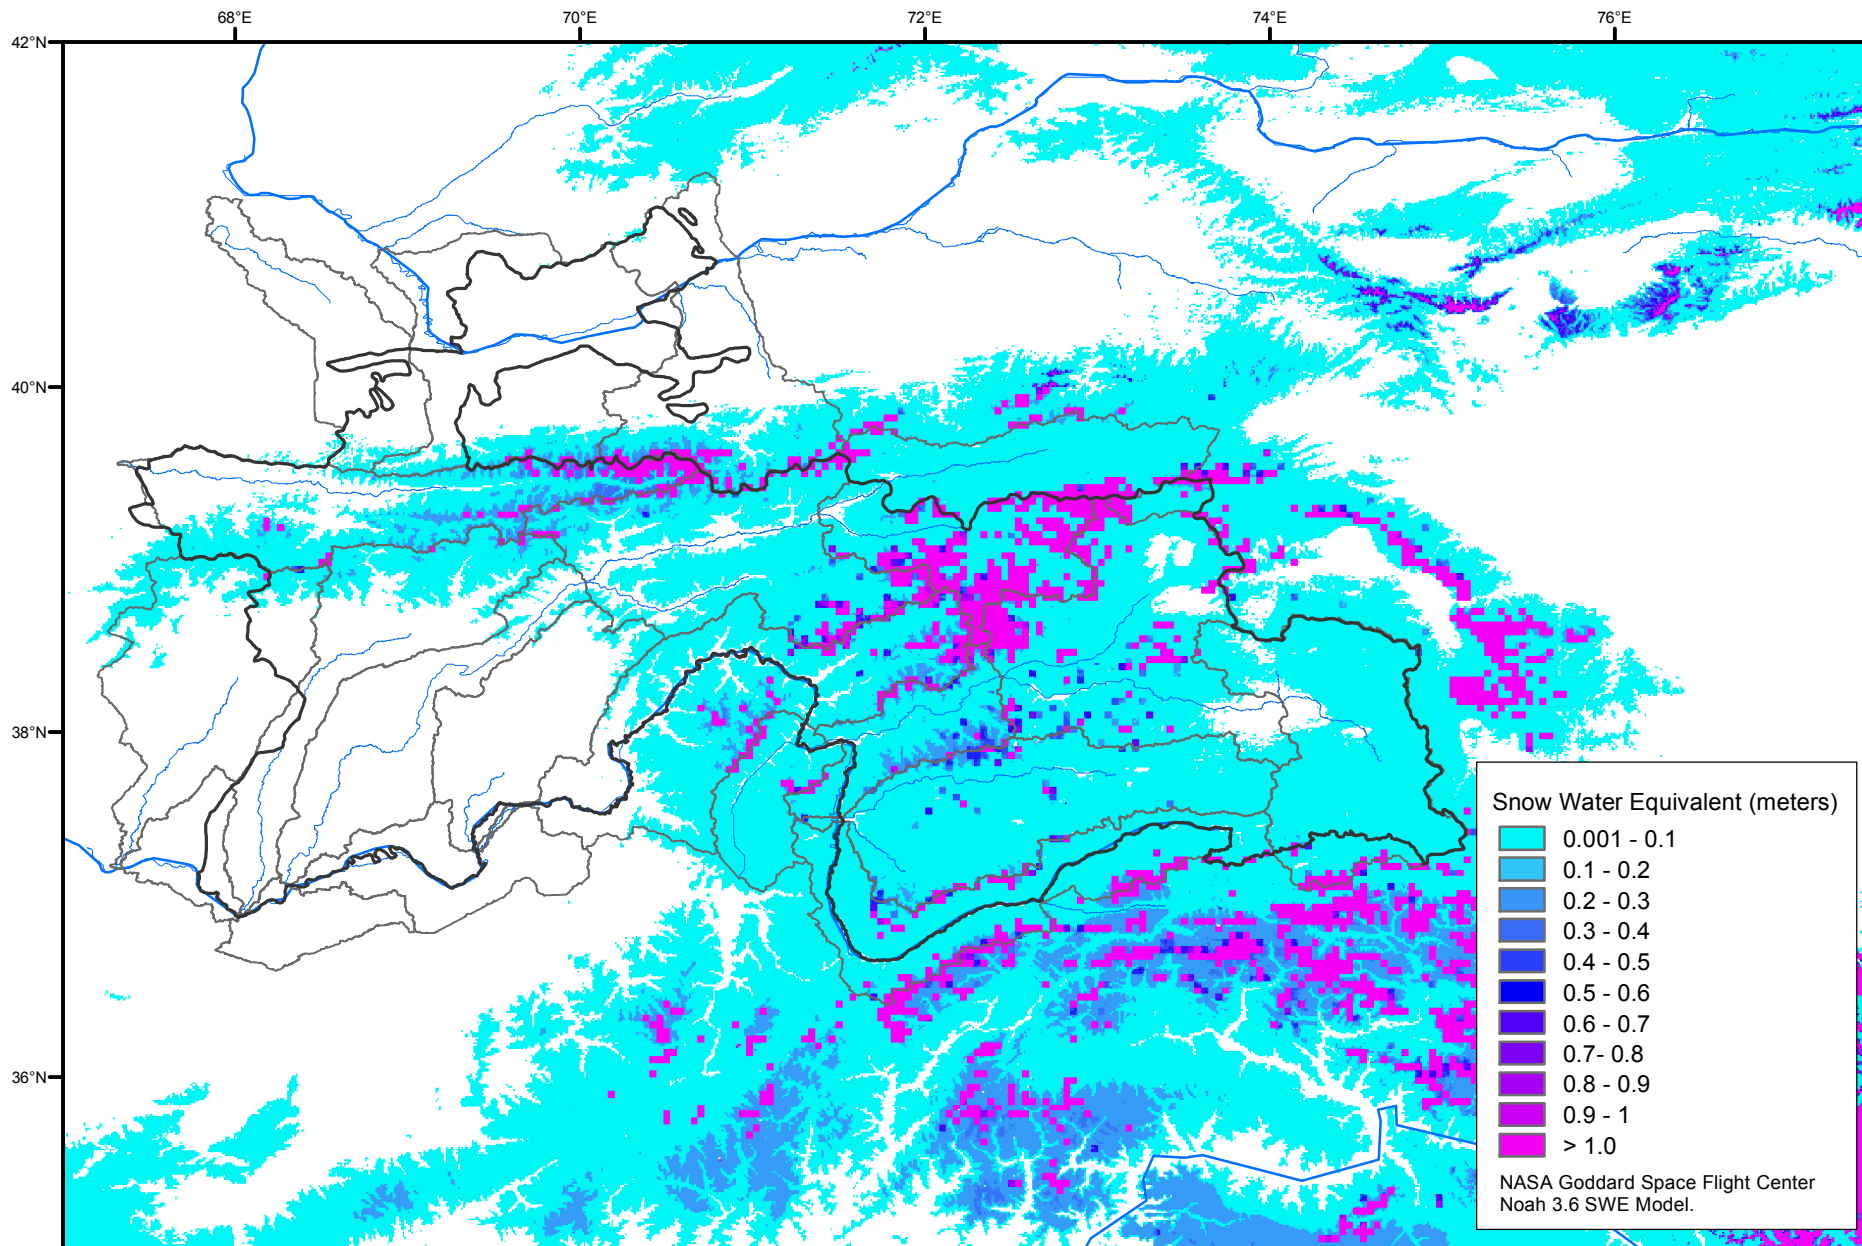 68°E
70°E
72°E
74°E
76°E
42°N
40°N
38°N
36°N
Snow Water Equivalent (meters)
0.001 - 0.1
0.1 - 0.2
0.2 - 0.3
0.3 - 0.4
0.4 - 0.5
0.5 - 0.6
0.6 - 0.7
0.7- 0.8
0.8 - 0.9
0.9 - 1
> 1.0
NASA Goddard Space Flight Center
Noah 3.6 SWE Model.